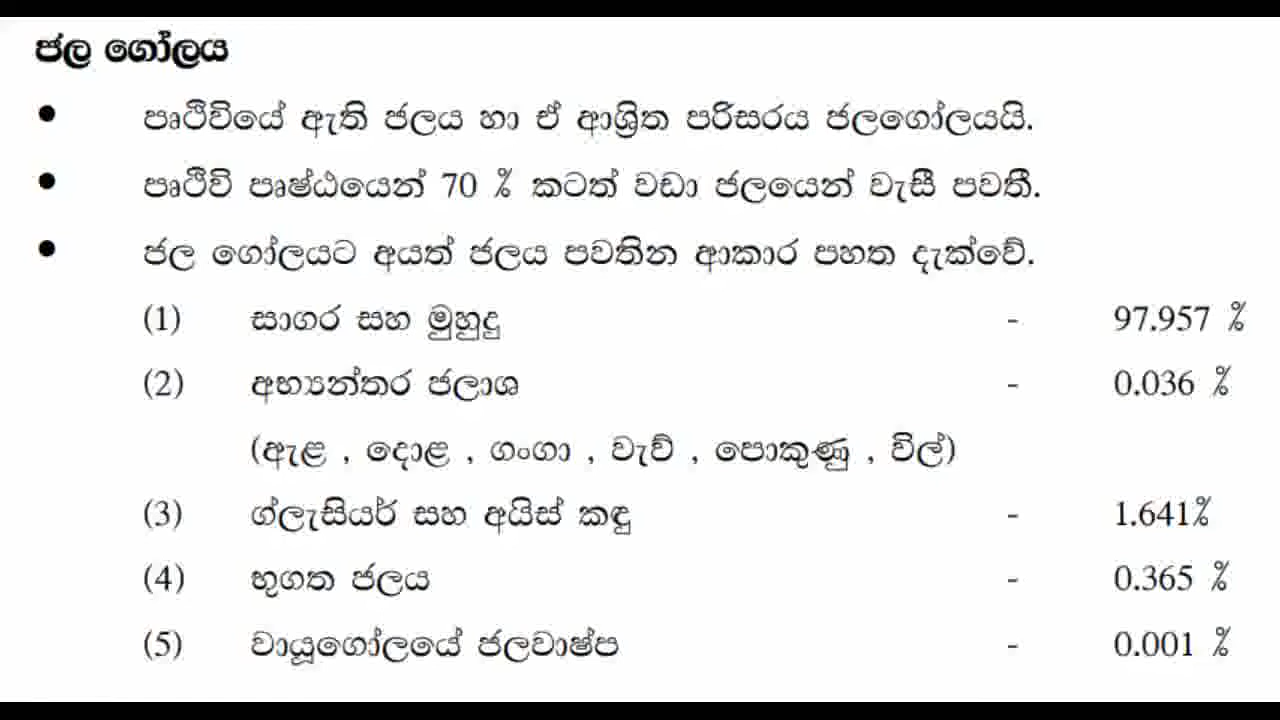 ජල ගෝලය
● පෘථිවියේ ඇති ජලය හා ඒ ආශ්‍රිත පරිසරය ජලගෝලයයි.
● පෘථිවි පෘෂ්ඨයෙන් 70 % කටත් වඩා ජලයෙන් වැසී පවතී.
● ජල ගෝලයට අයත් ජලය පවතින ආකාර පහත දැක්වේ.
(1) සාගර සහ මුහුදු - 97.957 %
(2) අභ්‍යන්තර ජලාශ - 0.036 %
(ඇළ , දොළ , ගංගා , වැව් , පොකුණු , විල්)
(3) ග්ලැසියර් සහ අයිස් කඳු - 1.641%
(4) භුගත ජලය - 0.365 %
(5) වායූගෝලයේ ජලවාෂ්ප - 0.001 %